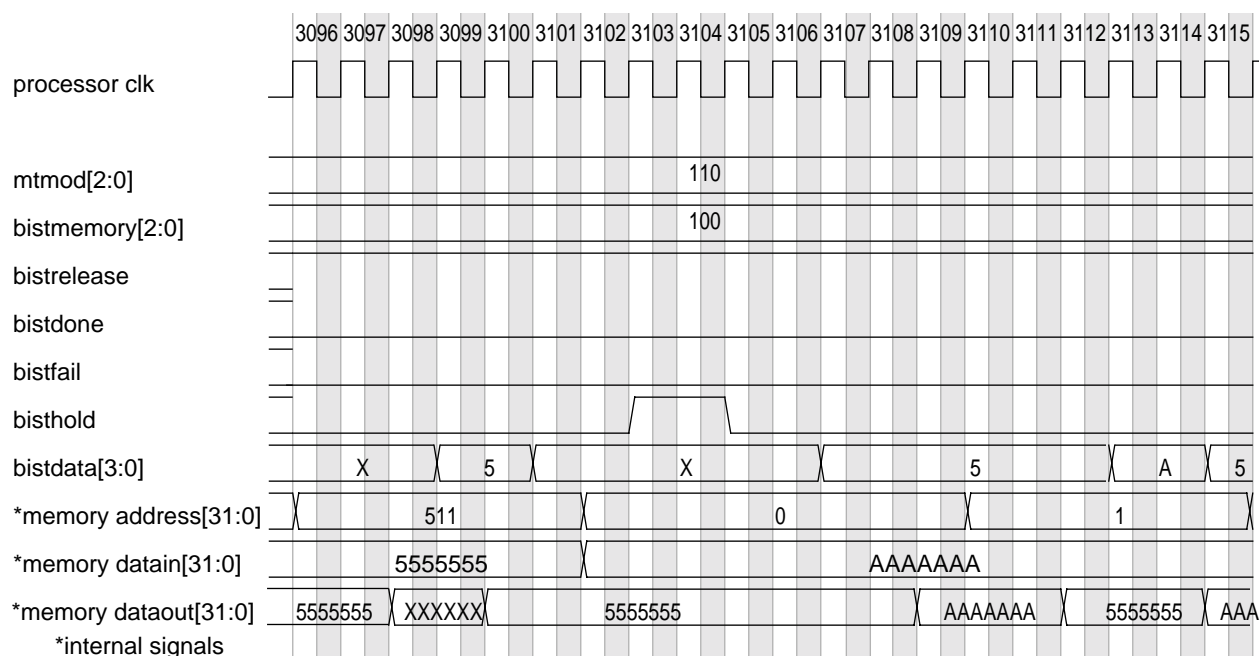 3096 3097 3098 3099 3100 3101 3102 3103 3104 3105 3106 3107 3108 3109 3110 3111 3112 3113 3114 3115
processor clk
mtmod[2:0] 110
bistmemory[2:0] 100
bistrelease
bistdone
bistfail
bisthold
bistdata[3:0] X 5 X 5 A 5
*memory address[31:0] 511 0 1
*memory datain[31:0] 5555555 AAAAAAA
*memory dataout[31:0] 5555555 XXXXXX 5555555 AAAAAAA 5555555 AAA
*internal signals